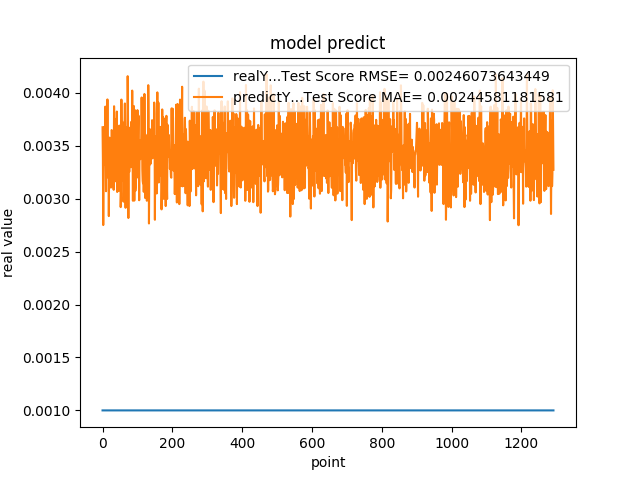 model predict
realY...Test Score RMSE= 0.00246073643449
predictY...Test Score MAE= 0.00244581181581
0.0040
0.0035
0.0030
0.0025
0.0020
0.0015
0.0010
real value
0 200 400 600 800 1000 1200
point